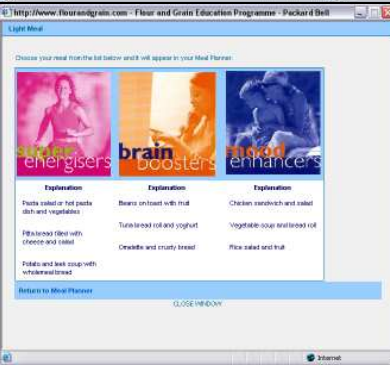 http://www.flourandgrain.com - Flour and Grain Education Programme - Packard Bell
Light Meal
Choose your meal from the list below and it will appear in your Meal Planner.
super energisers
brain boosters
mood enhancers
Explanation
Pasta salad or hot pasta
dish and vegetables
Pitta bread filled with
cheese and salad
Potato and leek soup with
wholemeal bread
Explanation
Beans on toast with fruit
Tuna bread roll and yoghurt
Omelette and crusty bread
Explanation
Chicken sandwich and salad
Vegetable soup and bread roll
Rice salad and fruit
Return to Meal Planner
CLOSE WINDOW
Internet